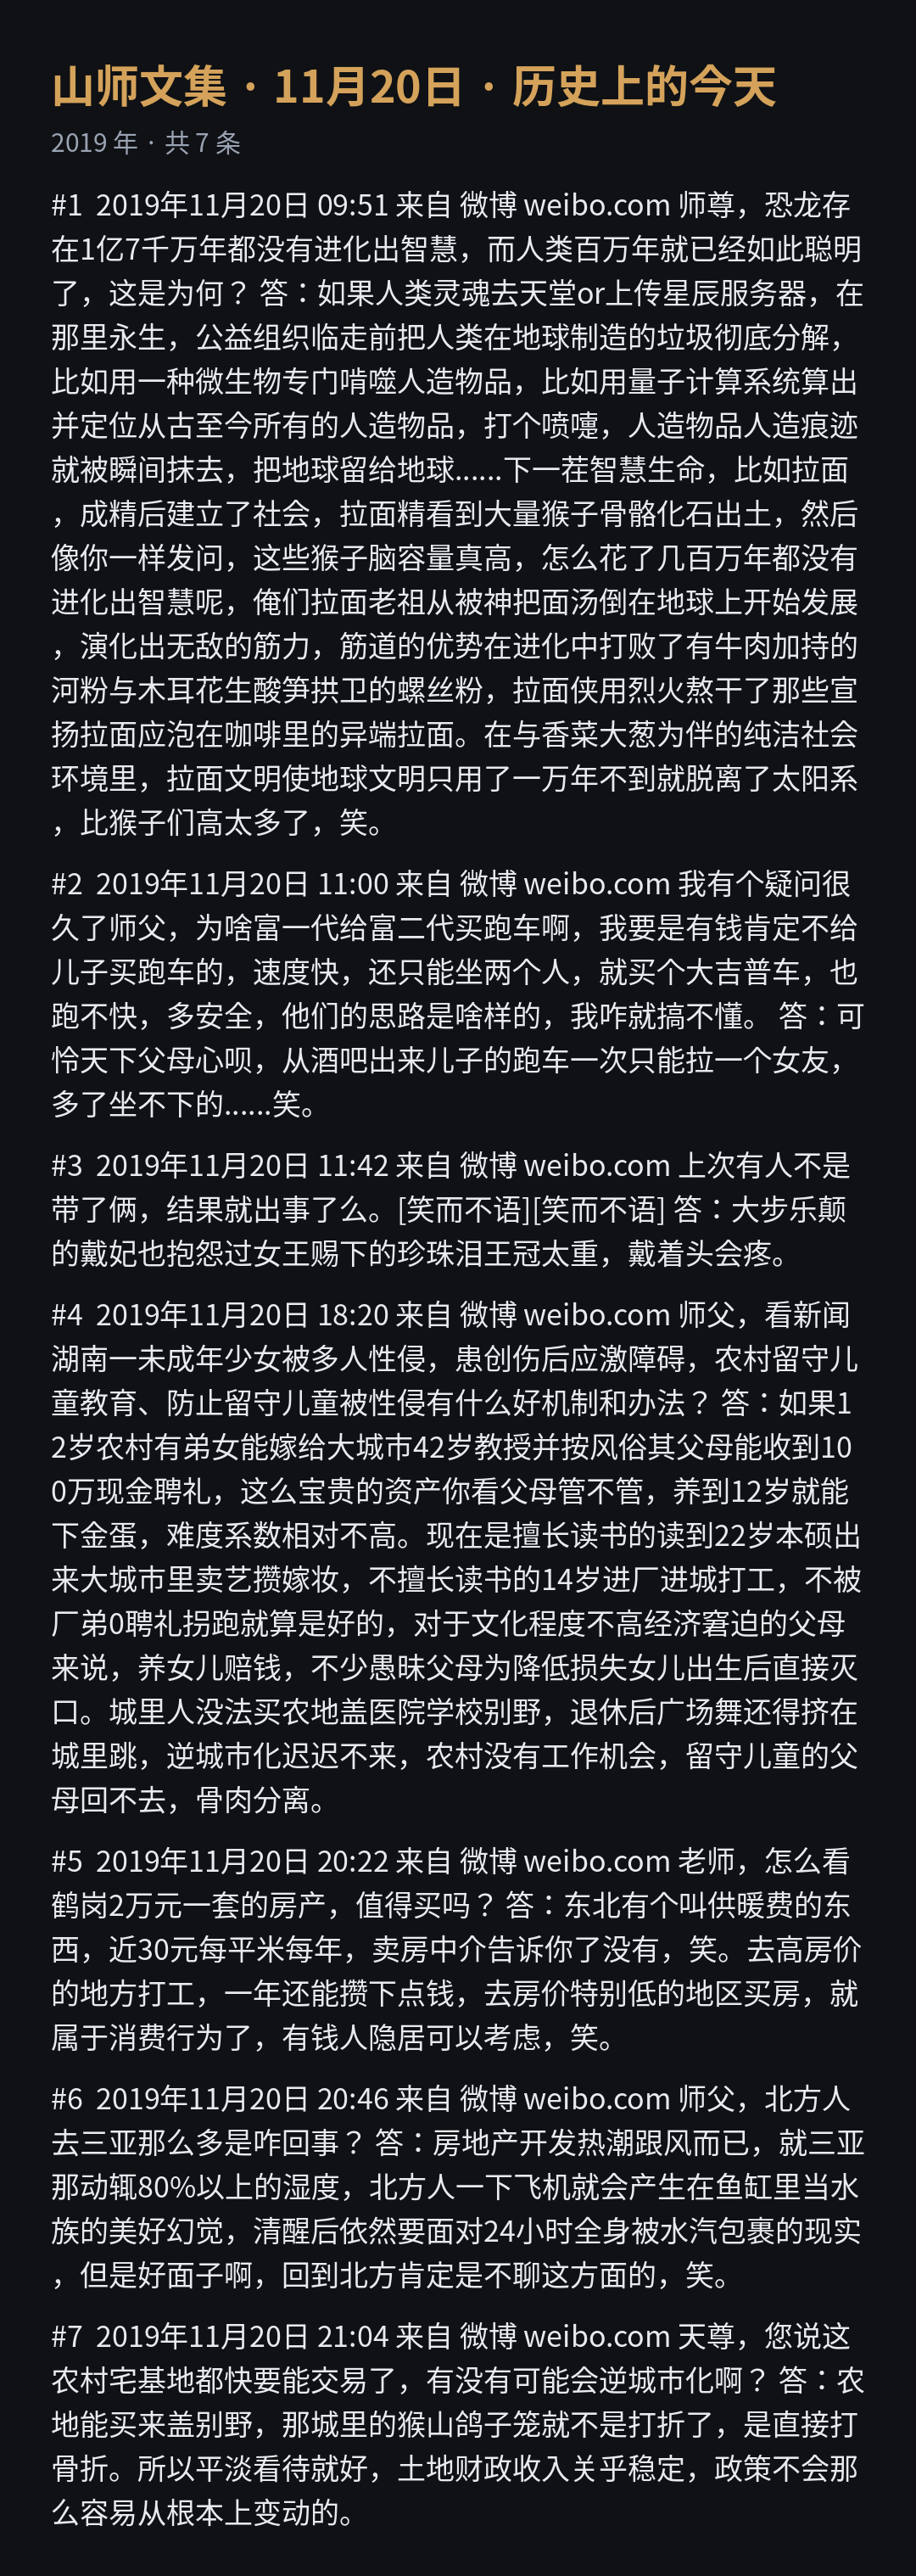 山师文集 · 11月20日 · 历史上的今天
2019 年 · 共 7 条
#1 2019年11月20日 09:51 来自 微博 weibo.com 师尊，恐龙存
在1亿7千万年都没有进化出智慧，而人类百万年就已经如此聪明
了，这是为何？ 答：如果人类灵魂去天堂or上传星辰服务器，在
那里永生，公益组织临走前把人类在地球制造的垃圾彻底分解，
比如用一种微生物专门啃噬人造物品，比如用量子计算系统算出
并定位从古至今所有的人造物品，打个喷嚏，人造物品人造痕迹
就被瞬间抹去，把地球留给地球......下一茬智慧生命，比如拉面
，成精后建立了社会，拉面精看到大量猴子骨骼化石出土，然后
像你一样发问，这些猴子脑容量真高，怎么花了几百万年都没有
进化出智慧呢，俺们拉面老祖从被神把面汤倒在地球上开始发展
，演化出无敌的筋力，筋道的优势在进化中打败了有牛肉加持的
河粉与木耳花生酸笋拱卫的螺丝粉，拉面侠用烈火熬干了那些宣
扬拉面应泡在咖啡里的异端拉面。在与香菜大葱为伴的纯洁社会
环境里，拉面文明使地球文明只用了一万年不到就脱离了太阳系
，比猴子们高太多了，笑。
#2 2019年11月20日 11:00 来自 微博 weibo.com 我有个疑问很
久了师父，为啥富一代给富二代买跑车啊，我要是有钱肯定不给
儿子买跑车的，速度快，还只能坐两个人，就买个大吉普车，也
跑不快，多安全，他们的思路是啥样的，我咋就搞不懂。 答：可
怜天下父母心呗，从酒吧出来儿子的跑车一次只能拉一个女友，
多了坐不下的......笑。
#3 2019年11月20日 11:42 来自 微博 weibo.com 上次有人不是
带了俩，结果就出事了么。[笑而不语][笑而不语] 答：大步乐颠
的戴妃也抱怨过女王赐下的珍珠泪王冠太重，戴着头会疼。
#4 2019年11月20日 18:20 来自 微博 weibo.com 师父，看新闻
湖南一未成年少女被多人性侵，患创伤后应激障碍，农村留守儿
童教育、防止留守儿童被性侵有什么好机制和办法？ 答：如果1
2岁农村有弟女能嫁给大城市42岁教授并按风俗其父母能收到10
0万现金聘礼，这么宝贵的资产你看父母管不管，养到12岁就能
下金蛋，难度系数相对不高。现在是擅长读书的读到22岁本硕出
来大城市里卖艺攒嫁妆，不擅长读书的14岁进厂进城打工，不被
厂弟0聘礼拐跑就算是好的，对于文化程度不高经济窘迫的父母
来说，养女儿赔钱，不少愚昧父母为降低损失女儿出生后直接灭
口。城里人没法买农地盖医院学校别野，退休后广场舞还得挤在
城里跳，逆城市化迟迟不来，农村没有工作机会，留守儿童的父
母回不去，骨肉分离。
#5 2019年11月20日 20:22 来自 微博 weibo.com 老师，怎么看
鹤岗2万元一套的房产，值得买吗？ 答：东北有个叫供暖费的东
西，近30元每平米每年，卖房中介告诉你了没有，笑。去高房价
的地方打工，一年还能攒下点钱，去房价特别低的地区买房，就
属于消费行为了，有钱人隐居可以考虑，笑。
#6 2019年11月20日 20:46 来自 微博 weibo.com 师父，北方人
去三亚那么多是咋回事？ 答：房地产开发热潮跟风而已，就三亚
那动辄80%以上的湿度，北方人一下飞机就会产生在鱼缸里当水
族的美好幻觉，清醒后依然要面对24小时全身被水汽包裹的现实
，但是好面子啊，回到北方肯定是不聊这方面的，笑。
#7 2019年11月20日 21:04 来自 微博 weibo.com 天尊，您说这
农村宅基地都快要能交易了，有没有可能会逆城市化啊？ 答：农
地能买来盖别野，那城里的猴山鸽子笼就不是打折了，是直接打
骨折。所以平淡看待就好，土地财政收入关乎稳定，政策不会那
么容易从根本上变动的。